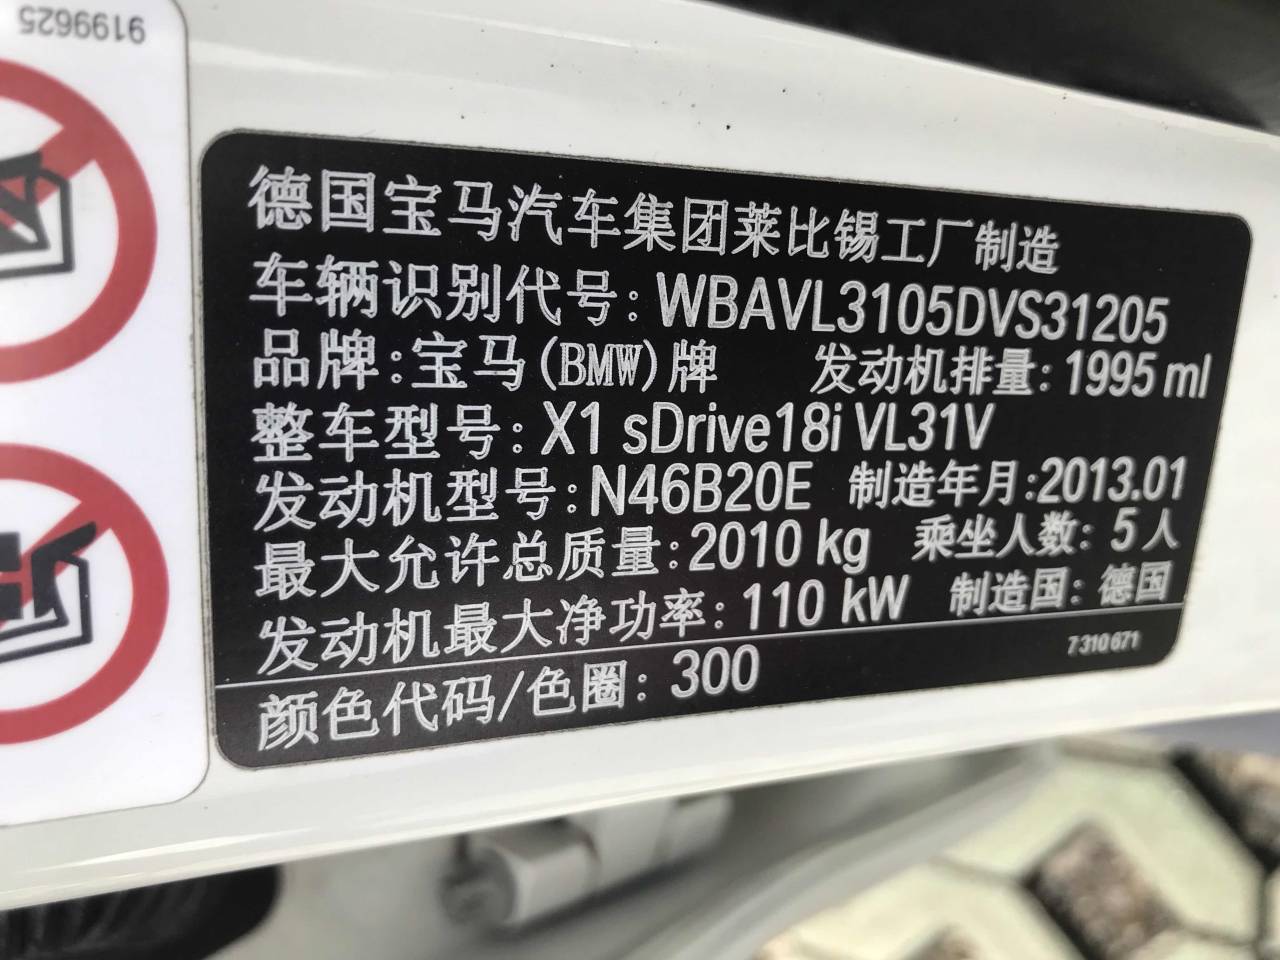 9199625
德国宝马汽车集团莱比锡工厂制造
车辆识别代号：WBAVL3105DVS31205
品牌：宝马(BMW)牌 发动机排量：1995 ml
整车型号：X1 sDrive18i VL31V
发动机型号：N46B20E 制造年月：2013.01
最大允许总质量：2010 kg 乘坐人数：5人
发动机最大净功率：110 kW 制造国：德国
7310671
颜色代码/色圈：300